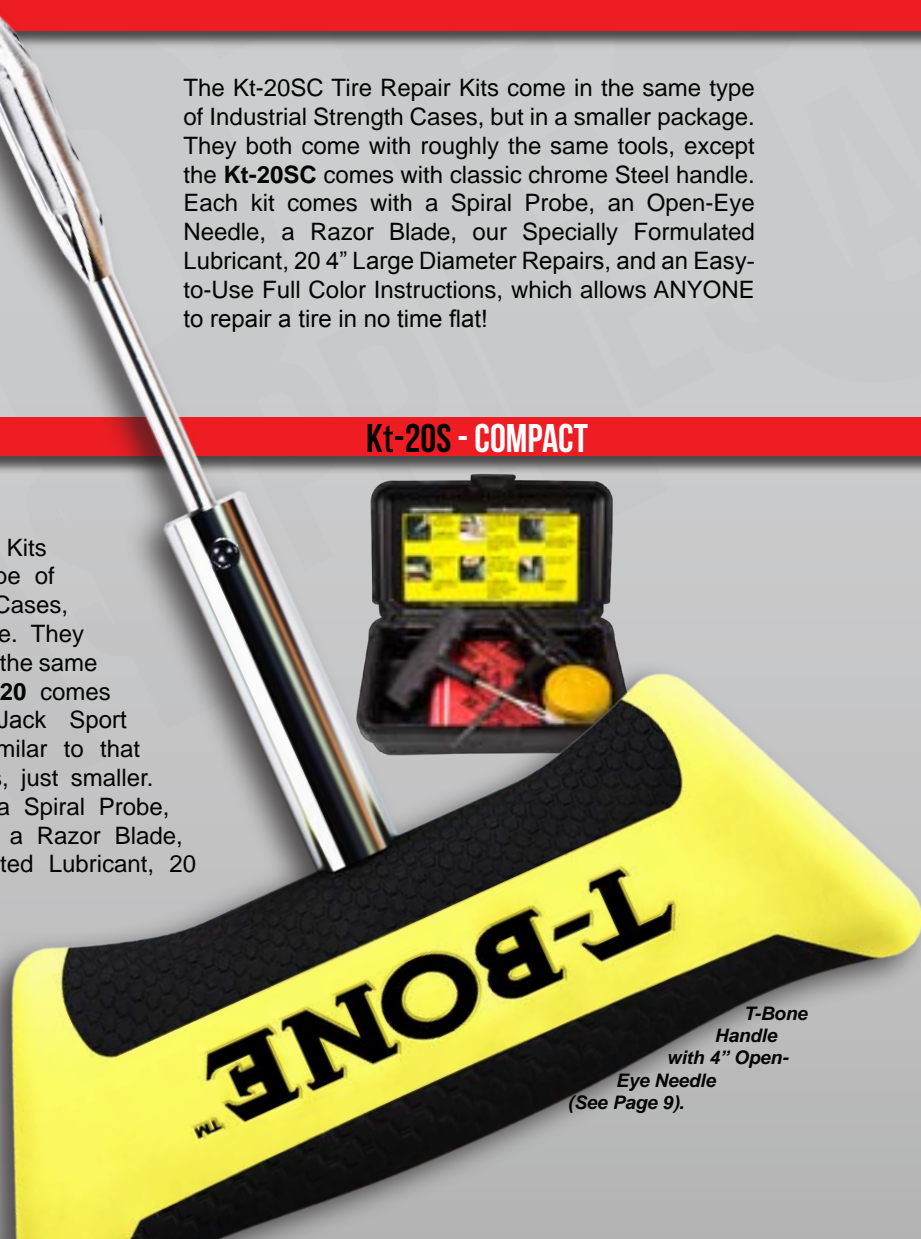 The Kt-20SC Tire Repair Kits come in the same type
of Industrial Strength Cases, but in a smaller package.
They both come with roughly the same tools, except
the Kt-20SC comes with classic chrome Steel handle.
Each kit comes with a Spiral Probe, an Open-Eye
Needle, a Razor Blade, our Specially Formulated
Lubricant, 20 4” Large Diameter Repairs, and an Easy-
to-Use Full Color Instructions, which allows ANYONE
to repair a tire in no time flat!
Kt-20S - COMPACT
Kits
of
Cases,
They
the same
20 comes
Jack Sport
to that
just smaller.
a Spiral Probe,
a Razor Blade,
Lubricant, 20
T-BONE™
T-Bone
Handle
with 4” Open-
Eye Needle
(See Page 9).